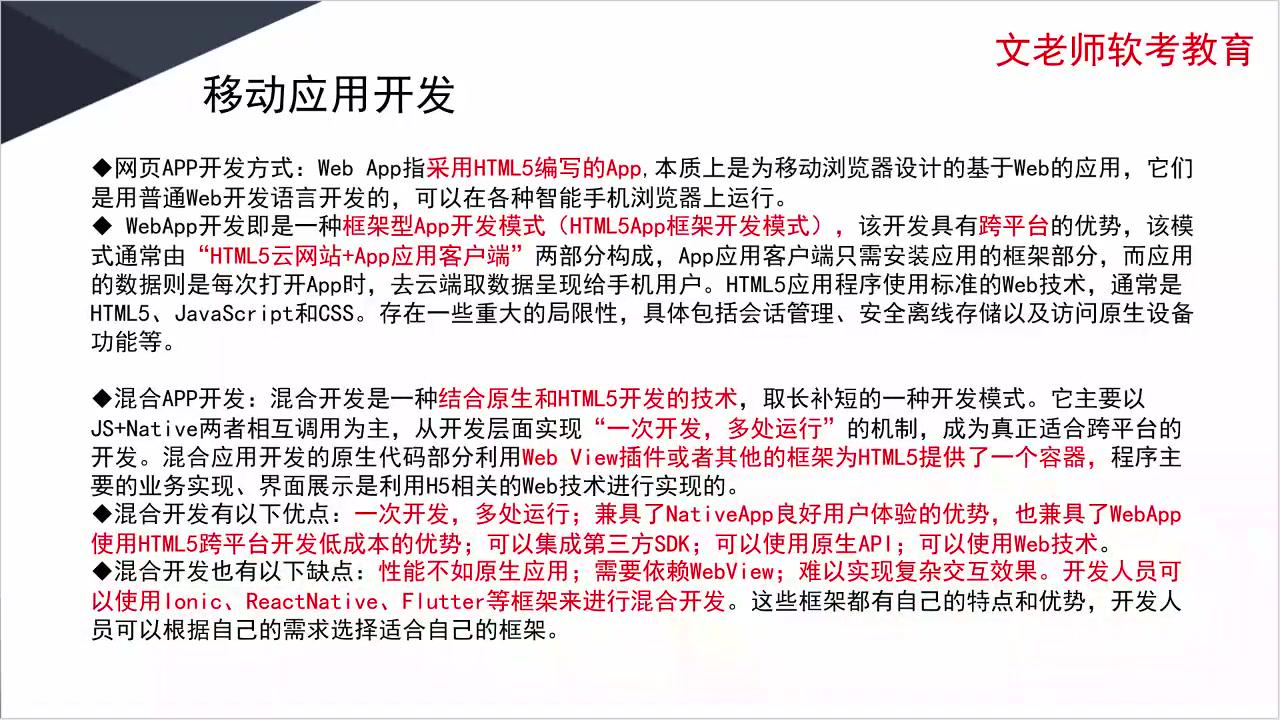 文老师软考教育
移动应用开发
◆网页APP开发方式：Web App指采用HTML5编写的App,本质上是为移动浏览器设计的基于Web的应用，它们
是用普通Web开发语言开发的，可以在各种智能手机浏览器上运行。
◆ WebApp开发即是一种框架型App开发模式（HTML5App框架开发模式），该开发具有跨平台的优势，该模
式通常由“HTML5云网站+App应用客户端”两部分构成，App应用客户端只需安装应用的框架部分，而应用
的数据则是每次打开App时，去云端取数据呈现给手机用户。HTML5应用程序使用标准的Web技术，通常是
HTML5、JavaScript和CSS。存在一些重大的局限性，具体包括会话管理、安全离线存储以及访问原生设备
功能等。
◆混合APP开发：混合开发是一种结合原生和HTML5开发的技术，取长补短的一种开发模式。它主要以
JS+Native两者相互调用为主，从开发层面实现“一次开发，多处运行”的机制，成为真正适合跨平台的
开发。混合应用开发的原生代码部分利用Web View插件或者其他的框架为HTML5提供了一个容器，程序主
要的业务实现、界面展示是利用H5相关的Web技术进行实现的。
◆混合开发有以下优点：一次开发，多处运行；兼具了NativeApp良好用户体验的优势，也兼具了WebApp
使用HTML5跨平台开发低成本的优势；可以集成第三方SDK；可以使用原生API；可以使用Web技术。
◆混合开发也有以下缺点：性能不如原生应用；需要依赖WebView；难以实现复杂交互效果。开发人员可
以使用Ionic、ReactNative、Flutter等框架来进行混合开发。这些框架都有自己的特点和优势，开发人
员可以根据自己的需求选择适合自己的框架。